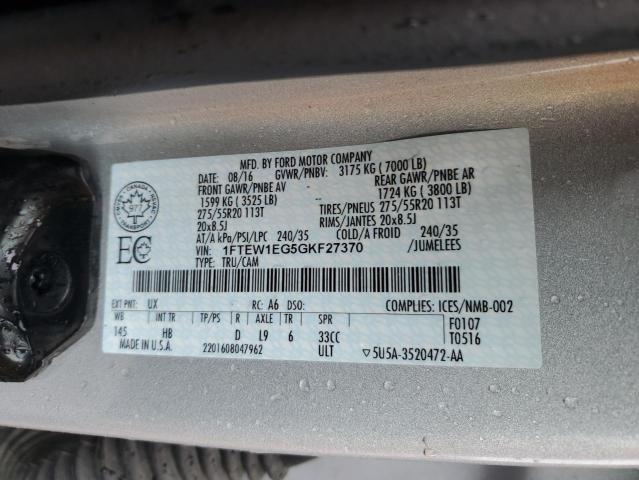 MFD. BY FORD MOTOR COMPANY
DATE: 08/16 GVWR/PNBV: 3175 KG ( 7000 LB)
FRONT GAWR/PNBE AV REAR GAWR/PNBE AR
1599 KG ( 3525 LB) 1724 KG ( 3800 LB)
275/55R20 113T TIRES/PNEUS 275/55R20 113T
20x8.5J RIMS/JANTES 20x8.5J
AT/A kPa/PSI/LPC 240/35 COLD/A FROID 240/35
VIN: 1FTEW1EG5GKF27370 /JUMELEES
TYPE: TRU/CAM
CANADA
EC
EXT PNT: UX RC: A6 DSO: COMPLIES: ICES/NMB-002
WB INT TR TP/PS R AXLE TR SPR F0107
145 HB D L9 6 33CC T0516
MADE IN U.S.A. 2201608047962 ULT ▽5U5A-3520472-AA